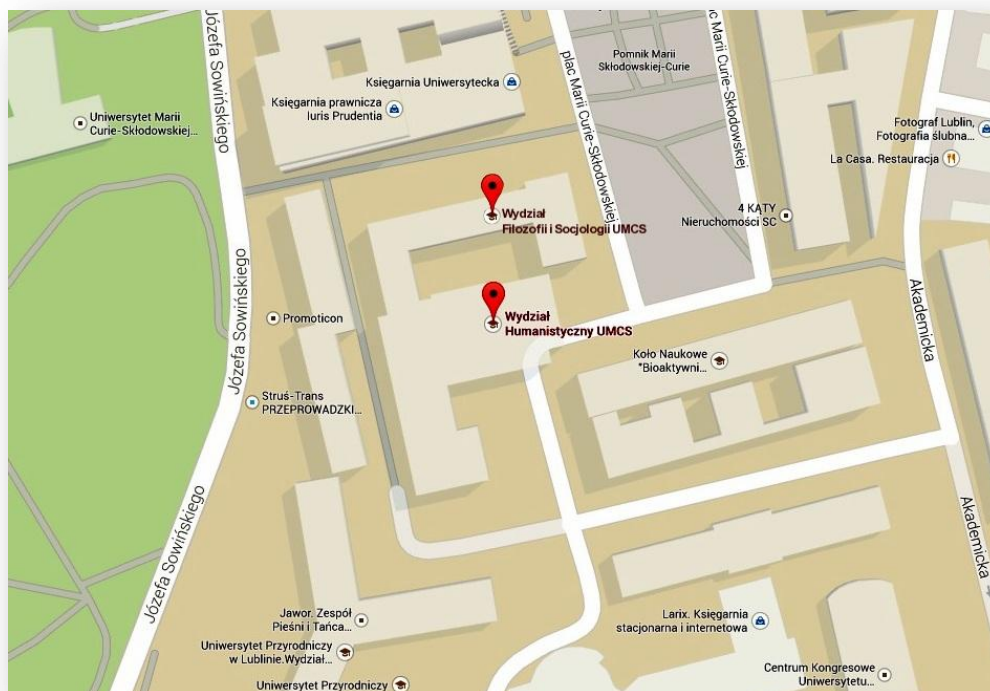 Józefa Sowińskiego
plac Marii Curie-Skłodowskiej
Marii Curie-Skłodowskiej
Pomnik Marii
Skłodowskiej-Curie
Księgarnia Uniwersytecka
Księgarnia prawnicza
Iuris Prudentia
Uniwersytet Marii
Curie-Skłodowskiej...
Fotograf Lublin,
Fotografia ślubna...
La Casa. Restauracja
4 KĄTY
Nieruchomości SC
Wydział
Filozofii i Socjologii UMCS
Józefa Sowińskiego
Promoticon
Wydział
Humanistyczny UMCS
Akademicka
Koło Naukowe
"Bioaktywni...
Struś-Trans
PRZEPROWADZKI...
Józefa Sowińskiego
Akademicka
Jawor. Zespół
Pieśni i Tańca...
Larix. Księgarnia
stacjonarna i internetowa
Uniwersytet Przyrodniczy
w Lublinie.Wydział...
Centrum Kongresowe
Uniwersytetu...
Uniwersytet Przyrodniczy